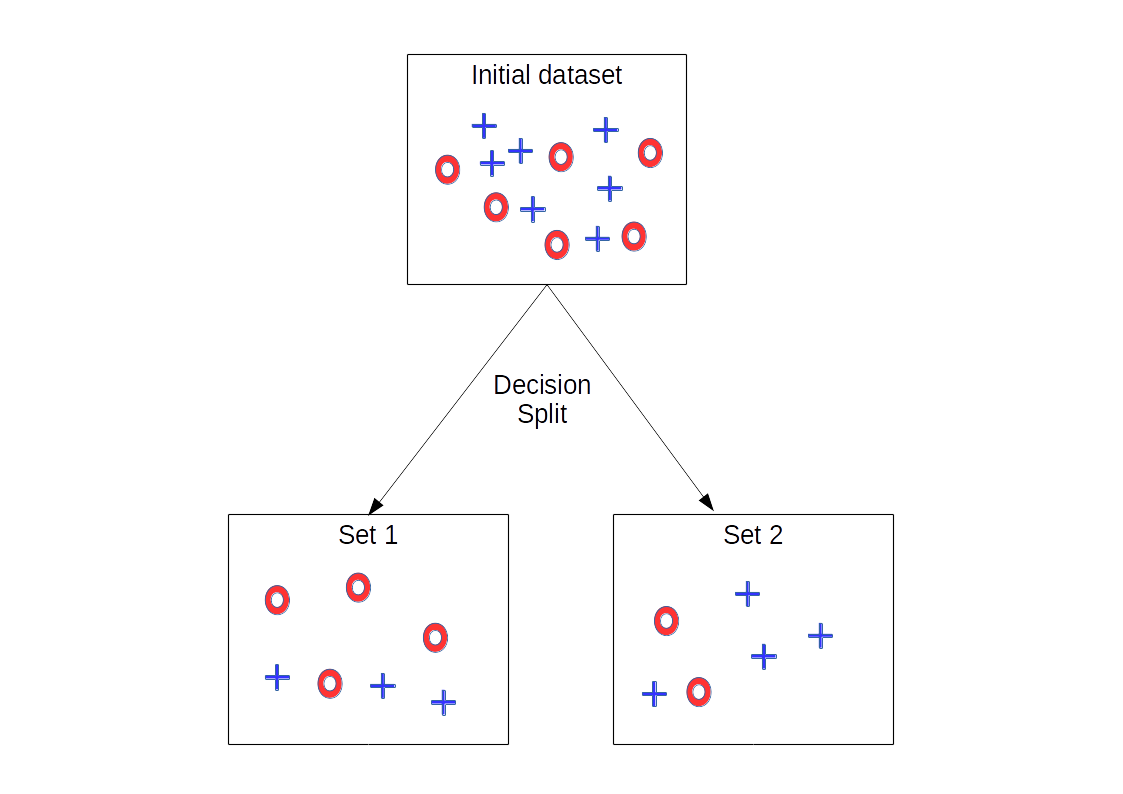 Initial dataset
Decision
Split
Set 1
Set 2